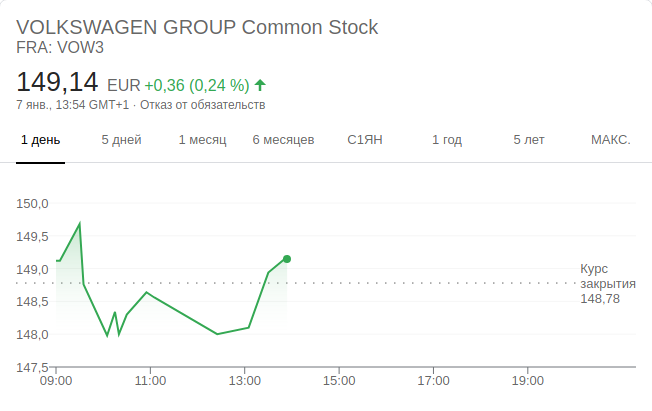 VOLKSWAGEN GROUP Common Stock
FRA: VOW3
149,14 EUR +0,36 (0,24 %)
7 янв., 13:54 GMT+1 · Отказ от обязательств
1 день 5 дней 1 месяц 6 месяцев С1ЯН 1 год 5 лет МАКС.
150,0
149,5
149,0
148,5
148,0
147,5
Курс
закрытия
148,78
09:00 11:00 13:00 15:00 17:00 19:00